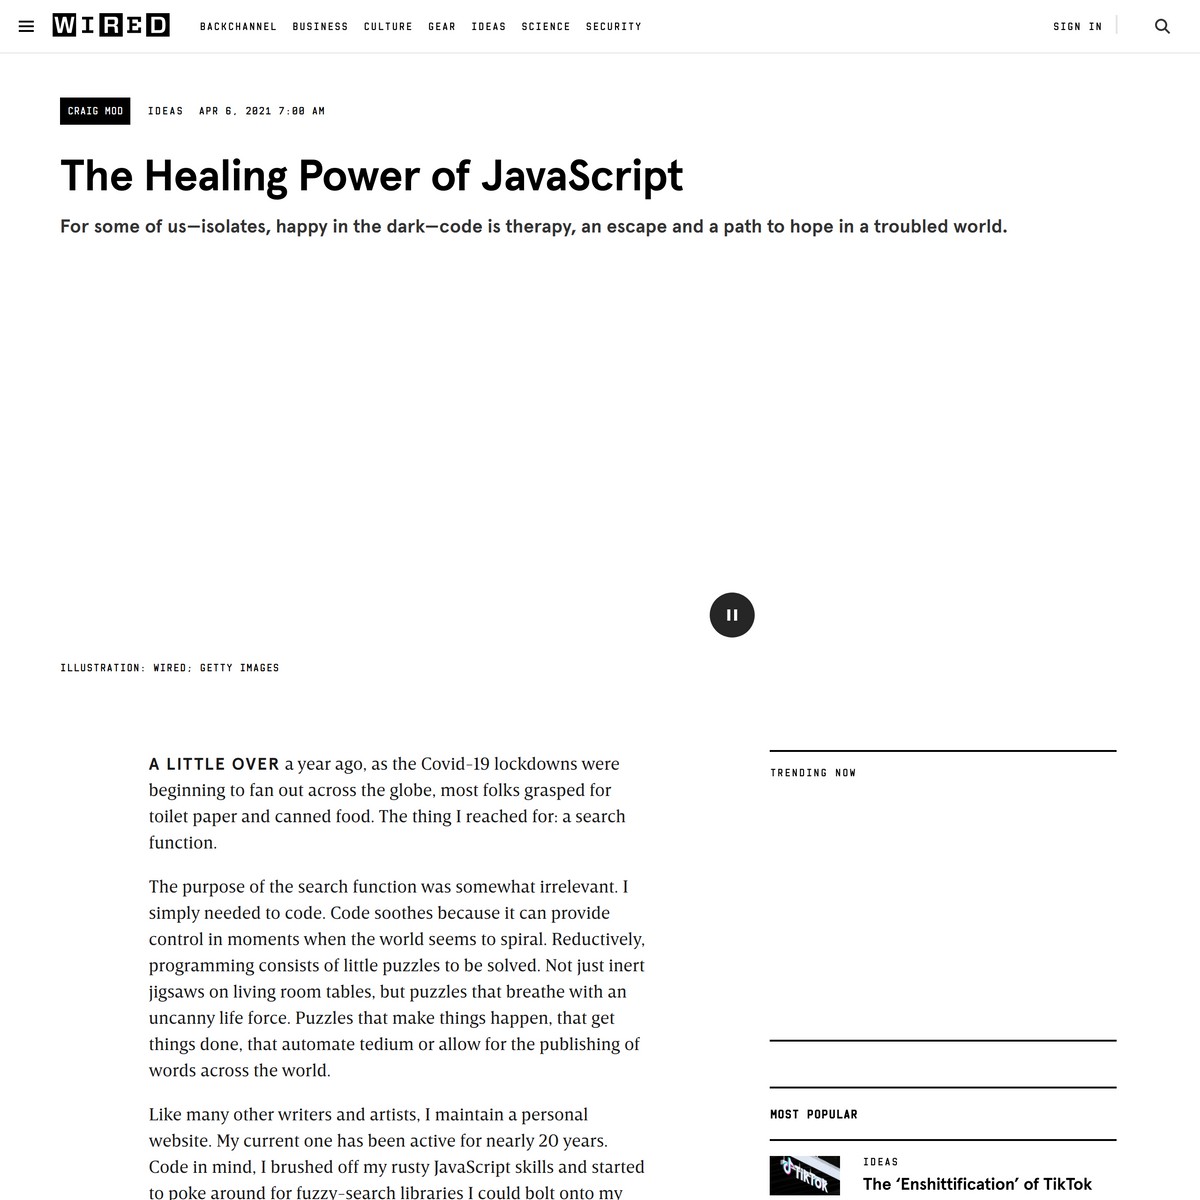 WIRED
BACKCHANNEL BUSINESS CULTURE GEAR IDEAS SCIENCE SECURITY
SIGN IN
CRAIG MOD IDEAS APR 6, 2021 7:00 AM
The Healing Power of JavaScript
For some of us—isolates, happy in the dark—code is therapy, an escape and a path to hope in a troubled world.
ILLUSTRATION: WIRED; GETTY IMAGES
A LITTLE OVER a year ago, as the Covid-19 lockdowns were
beginning to fan out across the globe, most folks grasped for
toilet paper and canned food. The thing I reached for: a search
function.
The purpose of the search function was somewhat irrelevant. I
simply needed to code. Code soothes because it can provide
control in moments when the world seems to spiral. Reductively,
programming consists of little puzzles to be solved. Not just inert
jigsaws on living room tables, but puzzles that breathe with an
uncanny life force. Puzzles that make things happen, that get
things done, that automate tedium or allow for the publishing of
words across the world.
Like many other writers and artists, I maintain a personal
website. My current one has been active for nearly 20 years.
Code in mind, I brushed off my rusty JavaScript skills and started
to poke around for fuzzy-search libraries I could bolt onto my
TRENDING NOW
MOST POPULAR
TikTok
IDEAS
The ‘Enshittification’ of TikTok